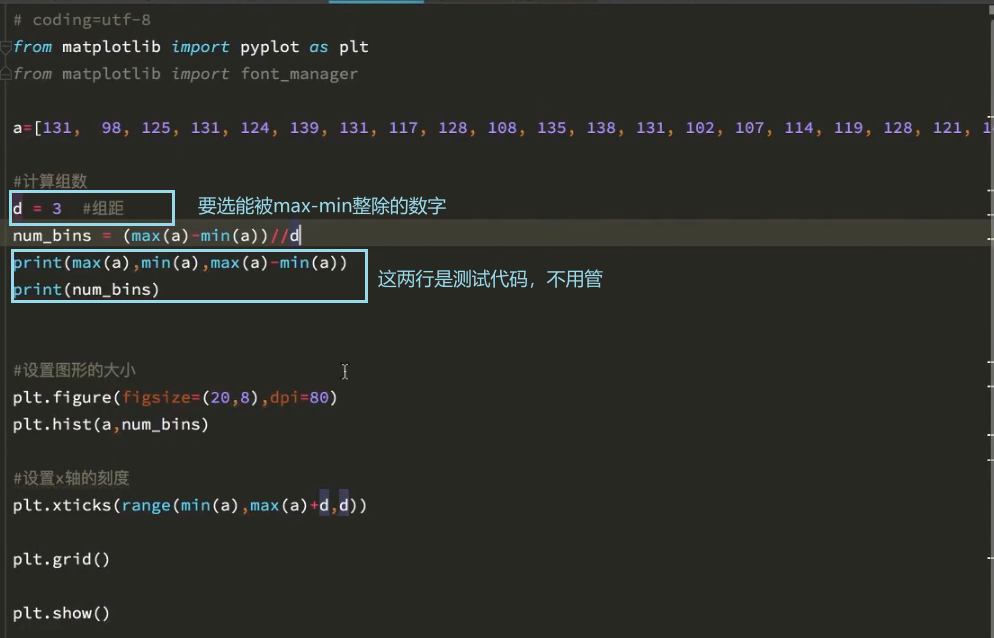 # coding=utf-8
from matplotlib import pyplot as plt
from matplotlib import font_manager
a=[131,  98, 125, 131, 124, 139, 131, 117, 128, 108, 135, 138, 131, 102, 107, 114, 119, 128, 121,
#计算组数
d = 3  #组距 要选能被max-min整除的数字
num_bins = (max(a)-min(a))//d
print(max(a),min(a),max(a)-min(a))
print(num_bins) 这两行是测试代码，不用管
#设置图形的大小
plt.figure(figsize=(20,8),dpi=80)
plt.hist(a,num_bins)
#设置x轴的刻度
plt.xticks(range(min(a),max(a)+d,d))
plt.grid()
plt.show()